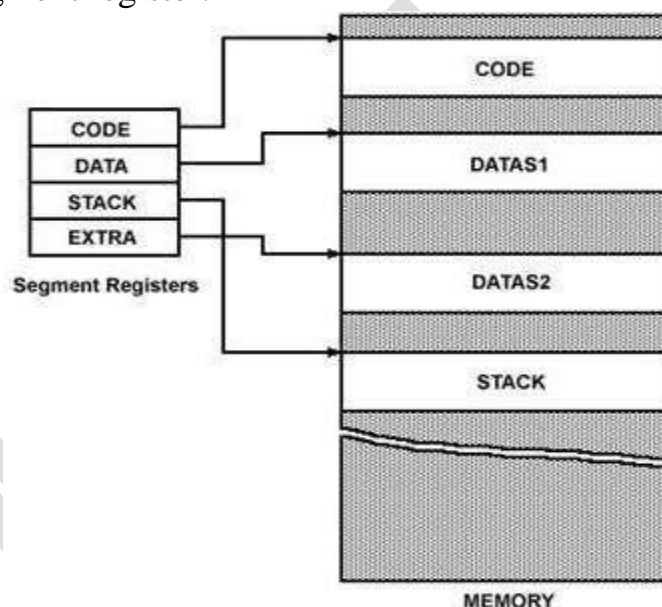 CODE
CODE
DATA
DATAS1
STACK
EXTRA
Segment Registers
DATAS2
STACK
MEMORY